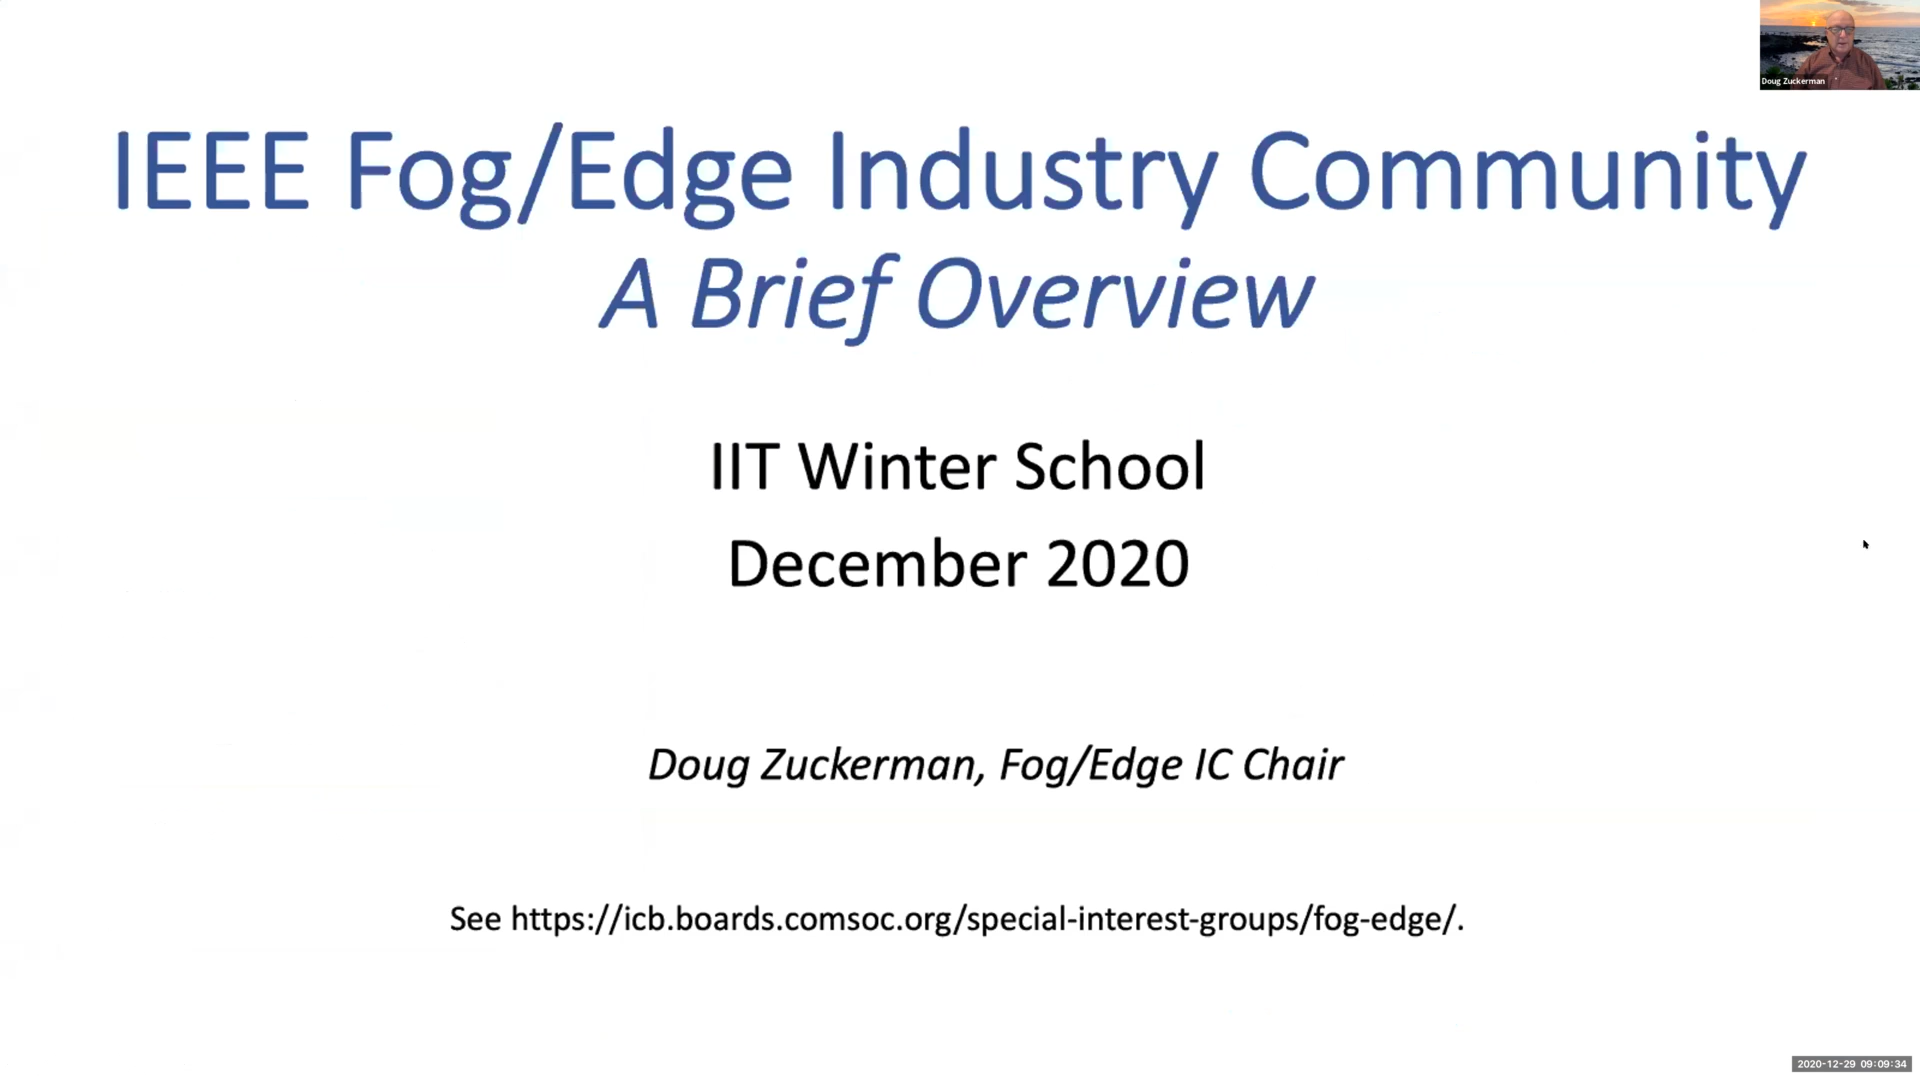 Doug Zuckerman
IEEE Fog/Edge Industry Community
A Brief Overview
IIT Winter School
December 2020
Doug Zuckerman, Fog/Edge IC Chair
See https://icb.boards.comsoc.org/special-interest-groups/fog-edge/.
2020-12-29 09:09:34